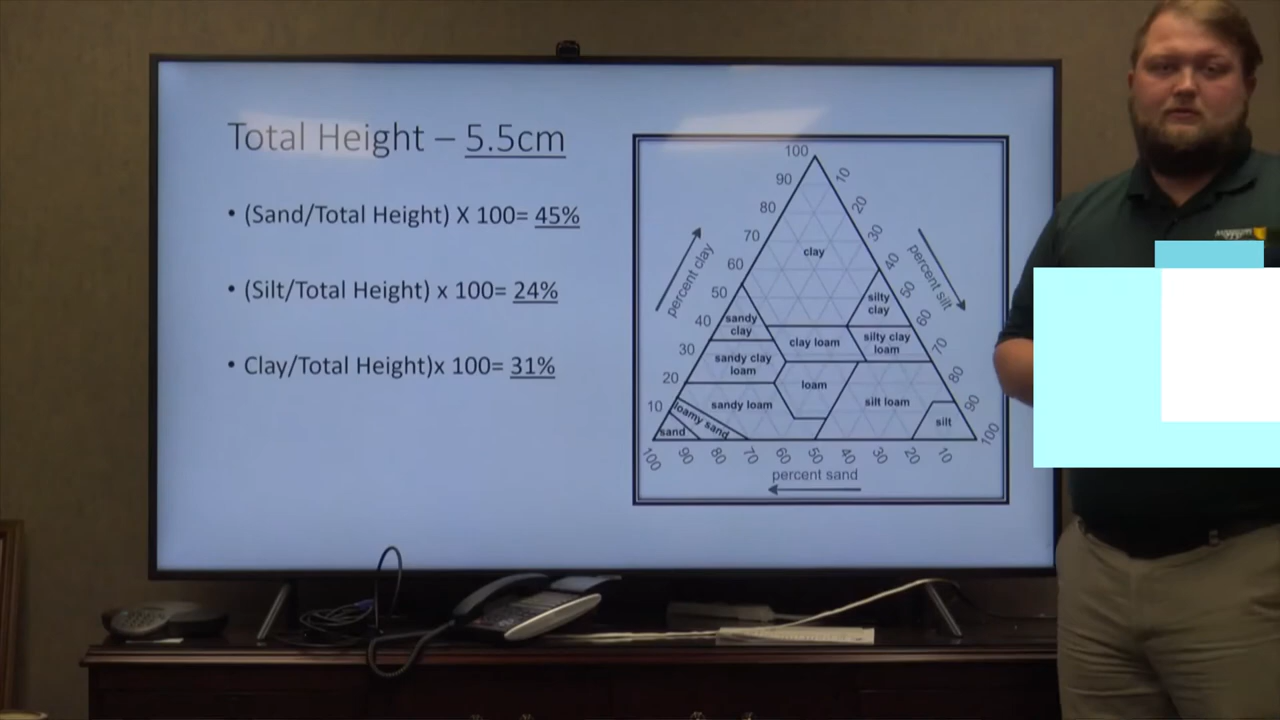 Total Height – 5.5cm
• (Sand/Total Height) X 100= 45%
• (Silt/Total Height) x 100= 24%
• Clay/Total Height)x 100= 31%
100
90
80
70
60
50
40
30
20
10
percent clay
10
20
30
40
50
60
70
80
90
100
percent silt
clay
silty
clay
sandy
clay
clay loam
silty clay
loam
sandy clay
loam
loam
silt loam
sandy loam
loamy sand
sand
silt
100 90 80 70 60 50 40 30 20 10
percent sand